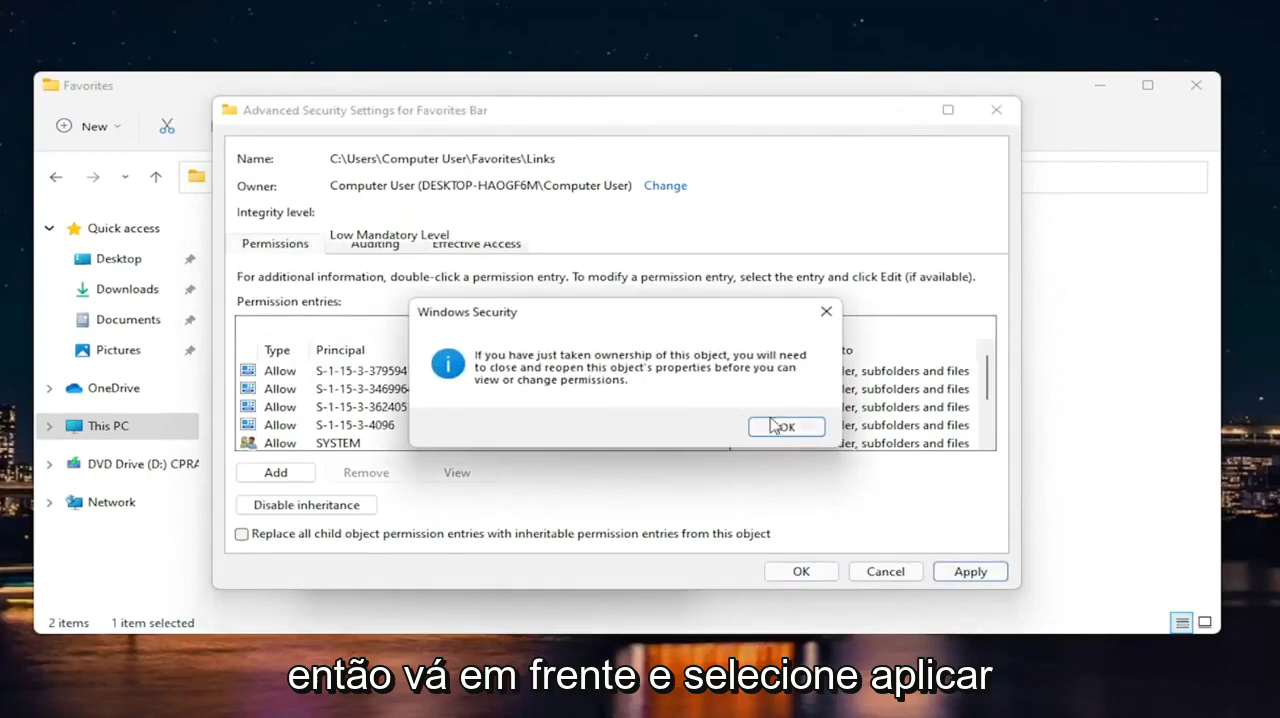 Favorites
New
Advanced Security Settings for Favorites Bar
Name: C:\Users\Computer User\Favorites\Links
Owner: Computer User (DESKTOP-HAOGF6M\Computer User) Change
Integrity level:
Low Mandatory Level
Permissions Auditing Effective Access
For additional information, double-click a permission entry. To modify a permission entry, select the entry and click Edit (if available).
Permission entries:
Type Principal to
Allow S-1-15-3-379594 er, subfolders and files
Allow S-1-15-3-346996 er, subfolders and files
Allow S-1-15-3-362405 er, subfolders and files
Allow S-1-15-3-4096 er, subfolders and files
Allow SYSTEM er, subfolders and files
Windows Security
If you have just taken ownership of this object, you will need
to close and reopen this object's properties before you can
view or change permissions.
OK
Add Remove View
Disable inheritance
Replace all child object permission entries with inheritable permission entries from this object
OK Cancel Apply
Quick access
Desktop
Downloads
Documents
Pictures
OneDrive
This PC
DVD Drive (D:) CPRA
Network
2 items 1 item selected
então vá em frente e selecione aplicar